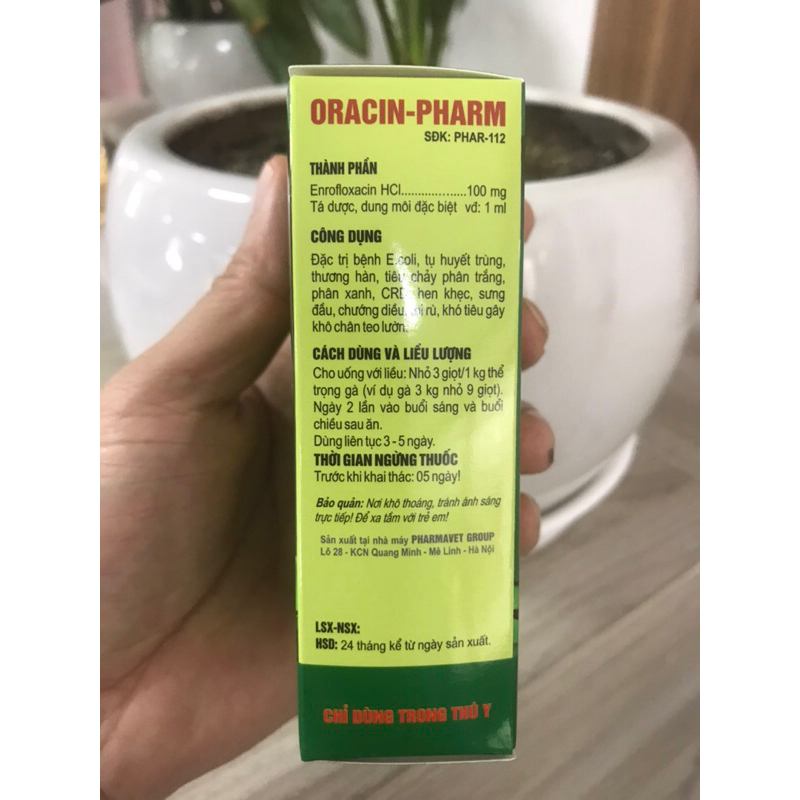 ORACIN-PHARM
SĐK: PHAR-112
THÀNH PHẦN
Enrofloxacin HCl..................100 mg
Tá dược, dung môi đặc biệt vđ: 1 ml
CÔNG DỤNG
Đặc trị bệnh E.coli, tụ huyết trùng,
thương hàn, tiêu chảy phân trắng,
phân xanh, CRD, hen khẹc, sưng
đầu, chướng diều, ủi rù, khó tiêu gây
khô chân teo lườn...
CÁCH DÙNG VÀ LIỀU LƯỢNG
Cho uống với liều: Nhỏ 3 giọt/1 kg thể
trọng gà (ví dụ gà 3 kg nhỏ 9 giọt).
Ngày 2 lần vào buổi sáng và buổi
chiều sau ăn.
Dùng liên tục 3 - 5 ngày.
THỜI GIAN NGỪNG THUỐC
Trước khi khai thác: 05 ngày!
Bảo quản: Nơi khô thoáng, tránh ánh sáng
trực tiếp! Để xa tầm với trẻ em!
Sản xuất tại nhà máy PHARMAVET GROUP
Lô 28 - KCN Quang Minh - Mê Linh - Hà Nội
LSX-NSX:
HSD: 24 tháng kể từ ngày sản xuất.
CHỈ DÙNG TRONG THÚ Y